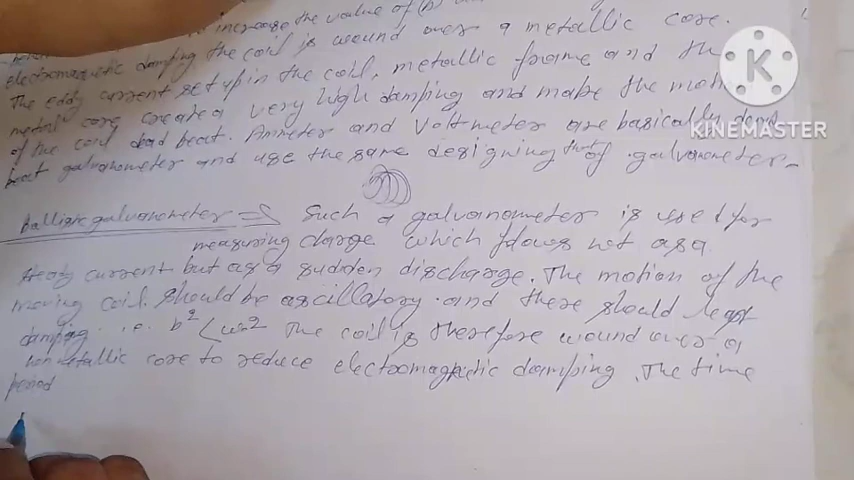 to increase the value of (b)
electromagnetic damping the coil is wound over a metallic core.
The eddy current set up in the coil, metallic frame and the
metal core created very high damping and make the motion
of the coil dead beat. Ammeter and Voltmeter are basically dead
beat galvanometer and use the same designing that of galvanometer-
Ballistic galvanometer => Such a galvanometer is used for
measuring charge which flows not as a
steady current but as a sudden discharge. The motion of the
moving coil should be oscillatory and there should
damping i.e. b² < ω² The coil is therefore wound over a
non metallic core to reduce electromagnetic damping. The time
period
K
KINEMASTER